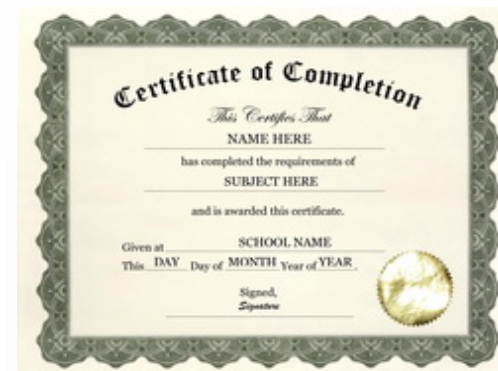 Certificate of Completion
This Certifies That
NAME HERE
has completed the requirements of
SUBJECT HERE
and is awarded this certificate.
Given at SCHOOL NAME
This DAY Day of MONTH Year of YEAR.
Signed,
Signature